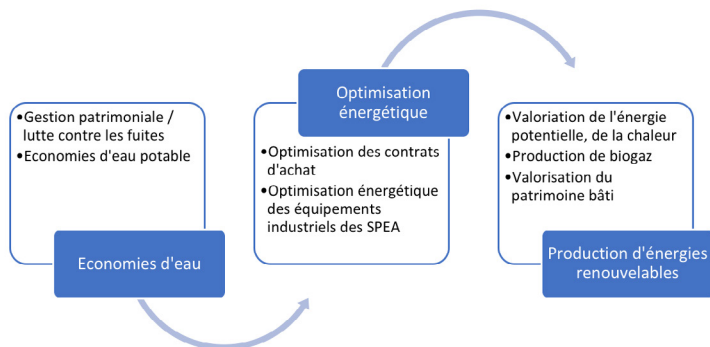 •Gestion patrimoniale /
lutte contre les fuites
•Economies d'eau potable
Economies d'eau
Optimisation
énergétique
•Optimisation des contrats
d'achat
•Optimisation énergétique
des équipements
industriels des SPEA
•Valoriation de l'énergie
potentielle, de la chaleur
•Production de biogaz
•Valorisation du
patrimoine bâti
Production d'énergies
renouvelables